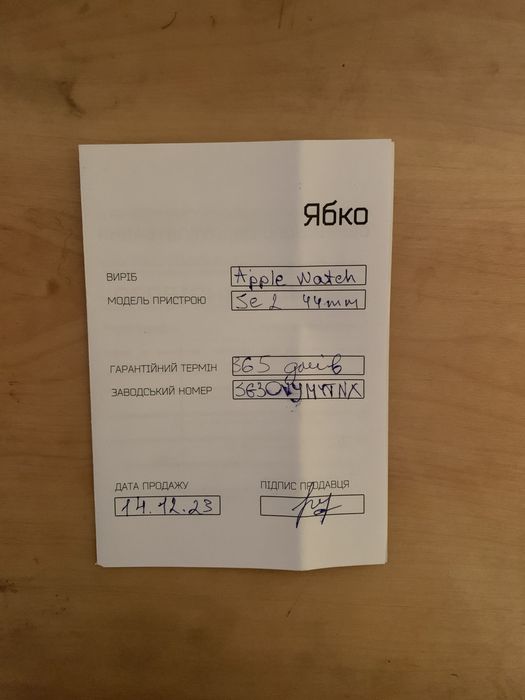 Ябко
ВИРІБ Apple Watch
МОДЕЛЬ ПРИСТРОЮ Se 2 44mm
ГАРАНТІЙНИЙ ТЕРМІН 365 днів
ЗАВОДСЬКИЙ НОМЕР
ДАТА ПРОДАЖУ ПІДПИС ПРОДАВЦЯ
14.12.23